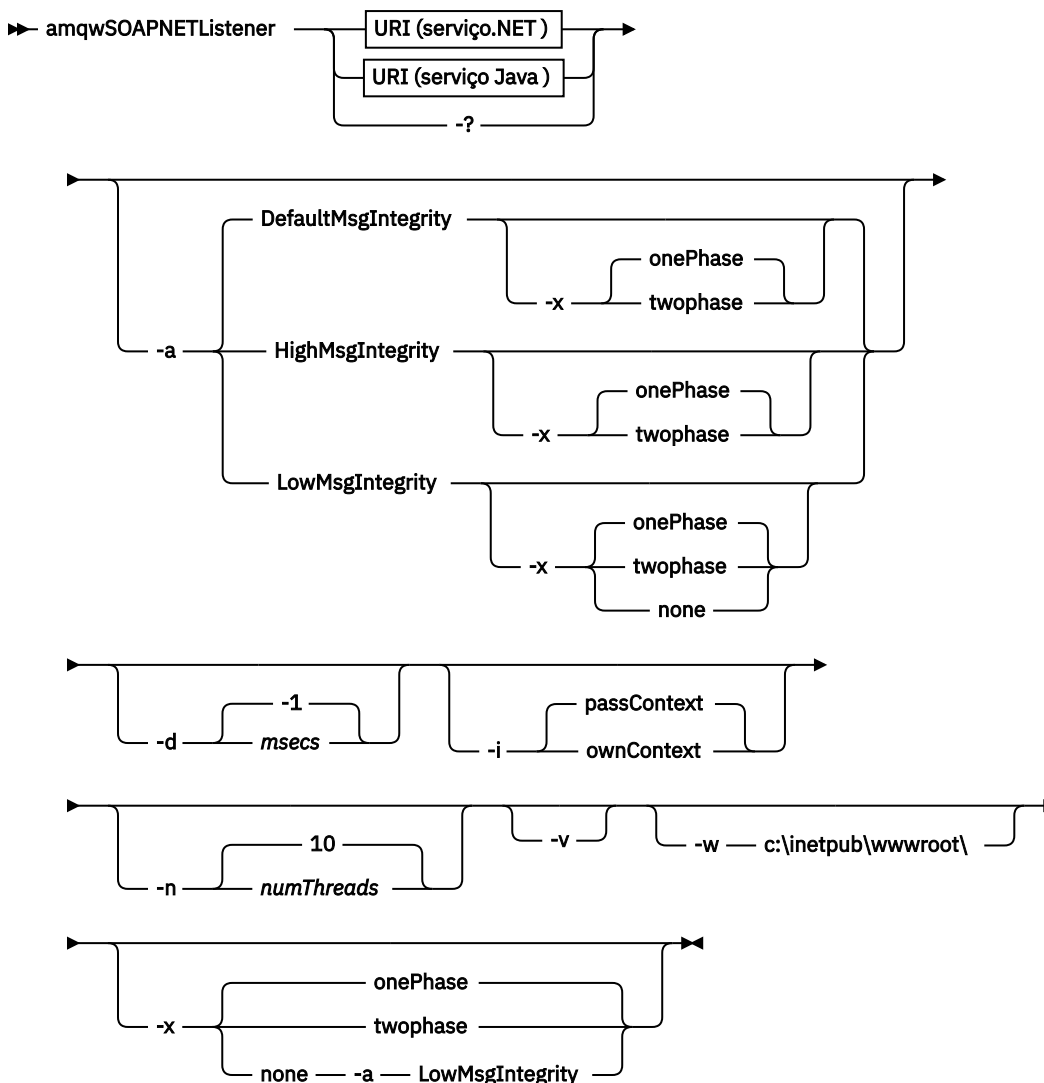 amqwSOAPNETListener URI (serviço.NET )
URI (serviço Java )
-?
DefaultMsgIntegrity
onePhase
-x twophase
-a HighMsgIntegrity
onePhase
-x twophase
LowMsgIntegrity
onePhase
-x twophase
none
-1 passContext
-d msecs -i ownContext
10 -v -w c:\inetpub\wwwroot\
-n numThreads
onePhase
-x twophase
none -a LowMsgIntegrity